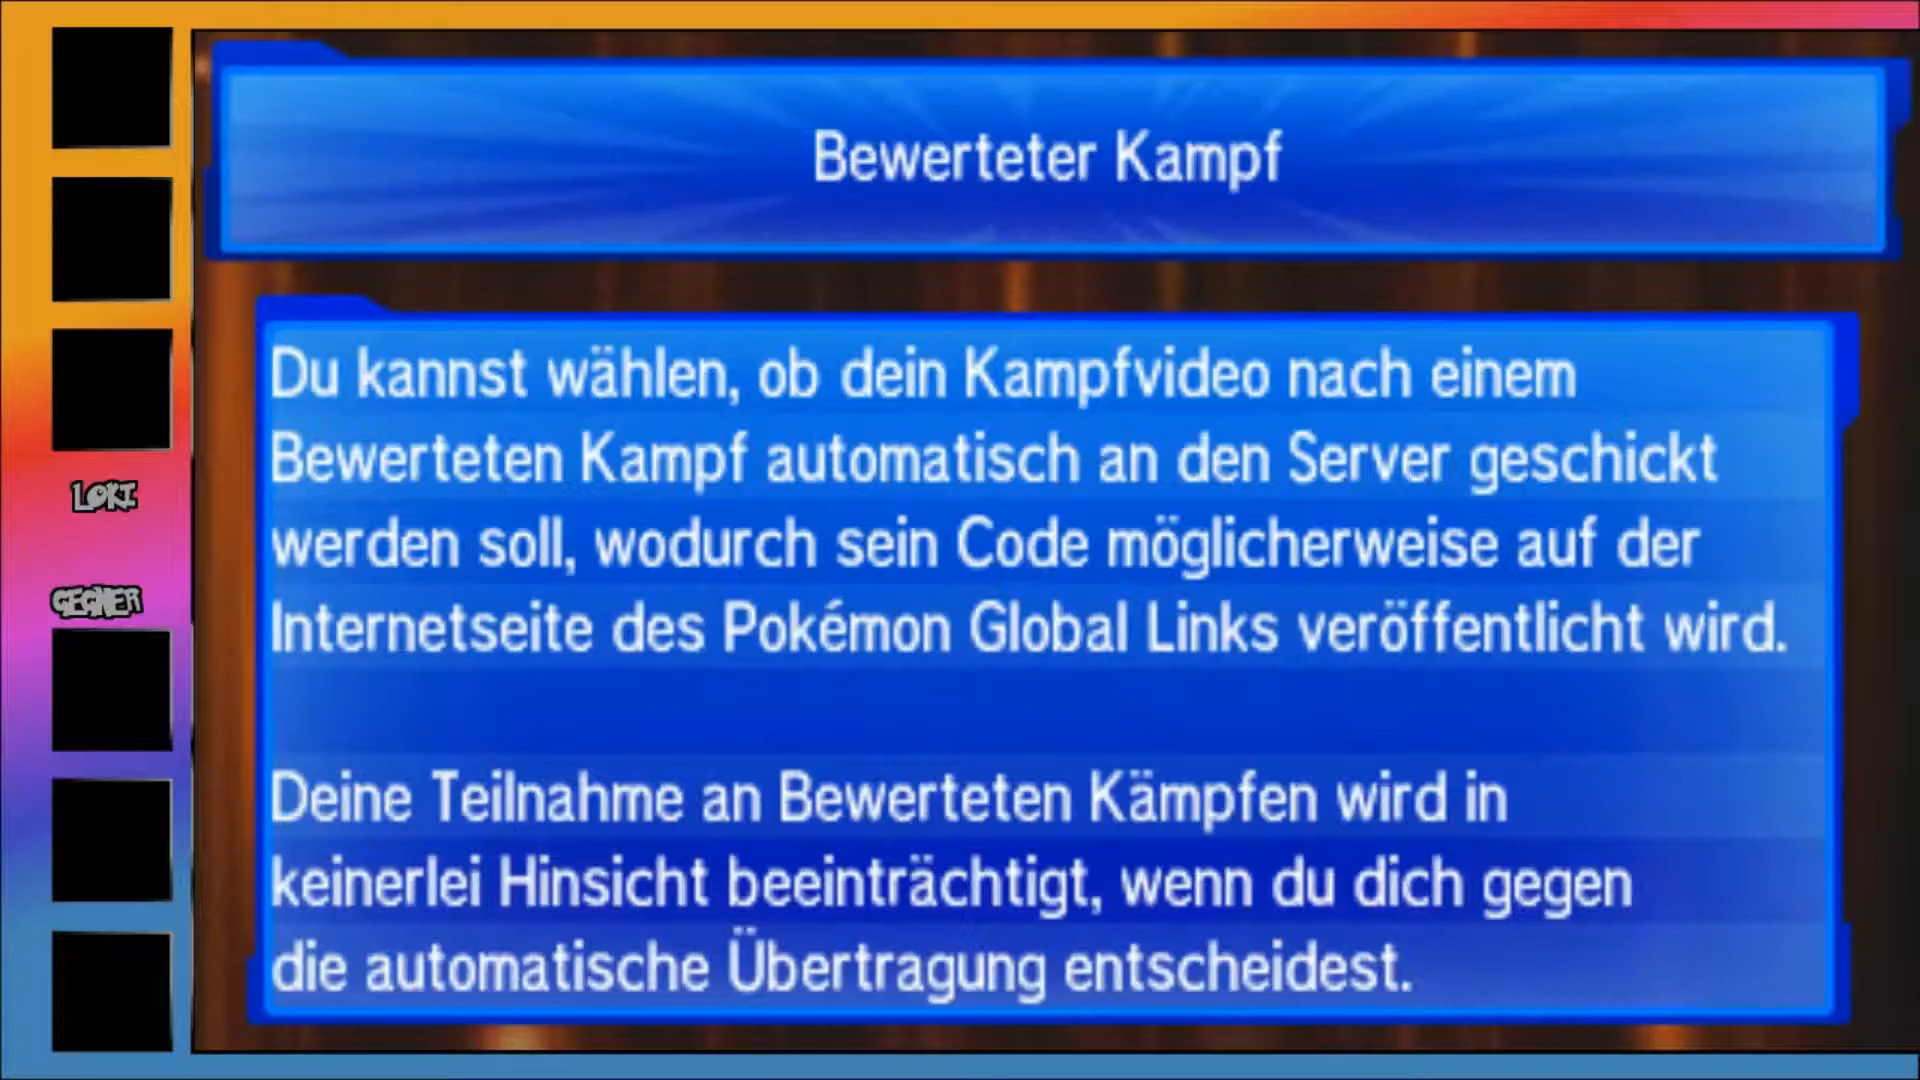 Bewerteter Kampf
Du kannst wählen, ob dein Kampfvideo nach einem
Bewerteten Kampf automatisch an den Server geschickt
werden soll, wodurch sein Code möglicherweise auf der
Internetseite des Pokémon Global Links veröffentlicht wird.
Deine Teilnahme an Bewerteten Kämpfen wird in
keinerlei Hinsicht beeinträchtigt, wenn du dich gegen
die automatische Übertragung entscheidest.
LOKI
GEGNER